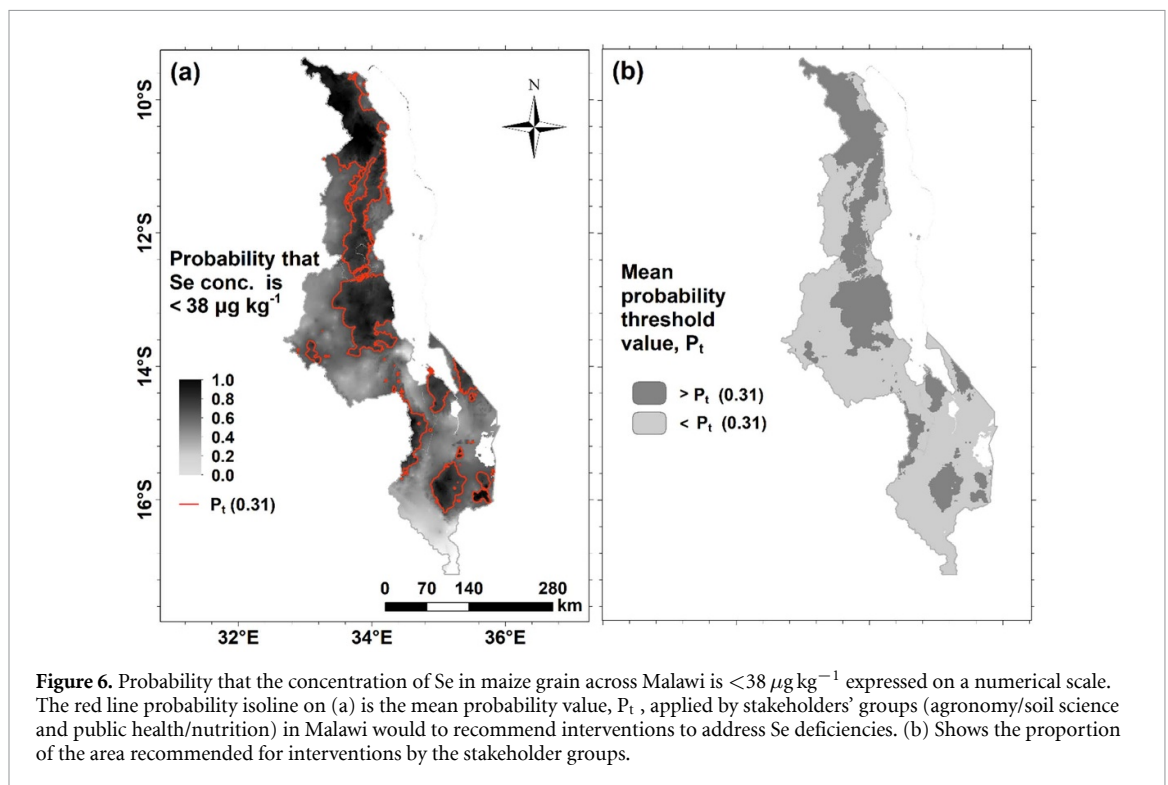 (a)
N
10°S
12°S
14°S
16°S
Probability that
Se conc. is
< 38 µg kg-1
1.0
0.8
0.6
0.4
0.2
0.0
Pt (0.31)
0 70 140 280
km
32°E 34°E 36°E
(b)
Mean
probability
threshold
value, Pt
> Pt (0.31)
< Pt (0.31)
Figure 6. Probability that the concentration of Se in maize grain across Malawi is <38 µg kg−1 expressed on a numerical scale.
The red line probability isoline on (a) is the mean probability value, Pt , applied by stakeholders' groups (agronomy/soil science
and public health/nutrition) in Malawi would to recommend interventions to address Se deficiencies. (b) Shows the proportion
of the area recommended for interventions by the stakeholder groups.